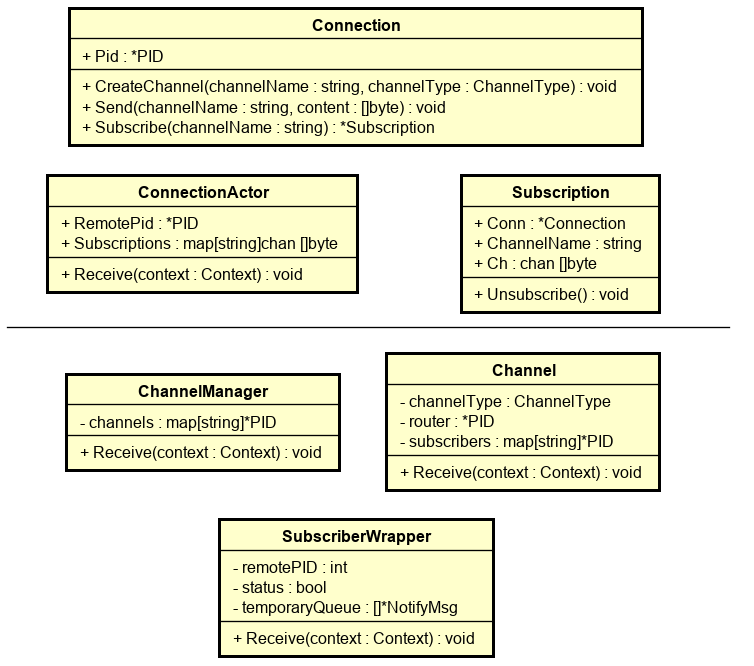 Connection
+ Pid : *PID
+ CreateChannel(channelName : string, channelType : ChannelType) : void
+ Send(channelName : string, content : []byte) : void
+ Subscribe(channelName : string) : *Subscription
ConnectionActor
+ RemotePid : *PID
+ Subscriptions : map[string]chan []byte
+ Receive(context : Context) : void
Subscription
+ Conn : *Connection
+ ChannelName : string
+ Ch : chan []byte
+ Unsubscribe() : void
ChannelManager
- channels : map[string]*PID
+ Receive(context : Context) : void
Channel
- channelType : ChannelType
- router : *PID
- subscribers : map[string]*PID
+ Receive(context : Context) : void
SubscriberWrapper
- remotePID : int
- status : bool
- temporaryQueue : []*NotifyMsg
+ Receive(context : Context) : void